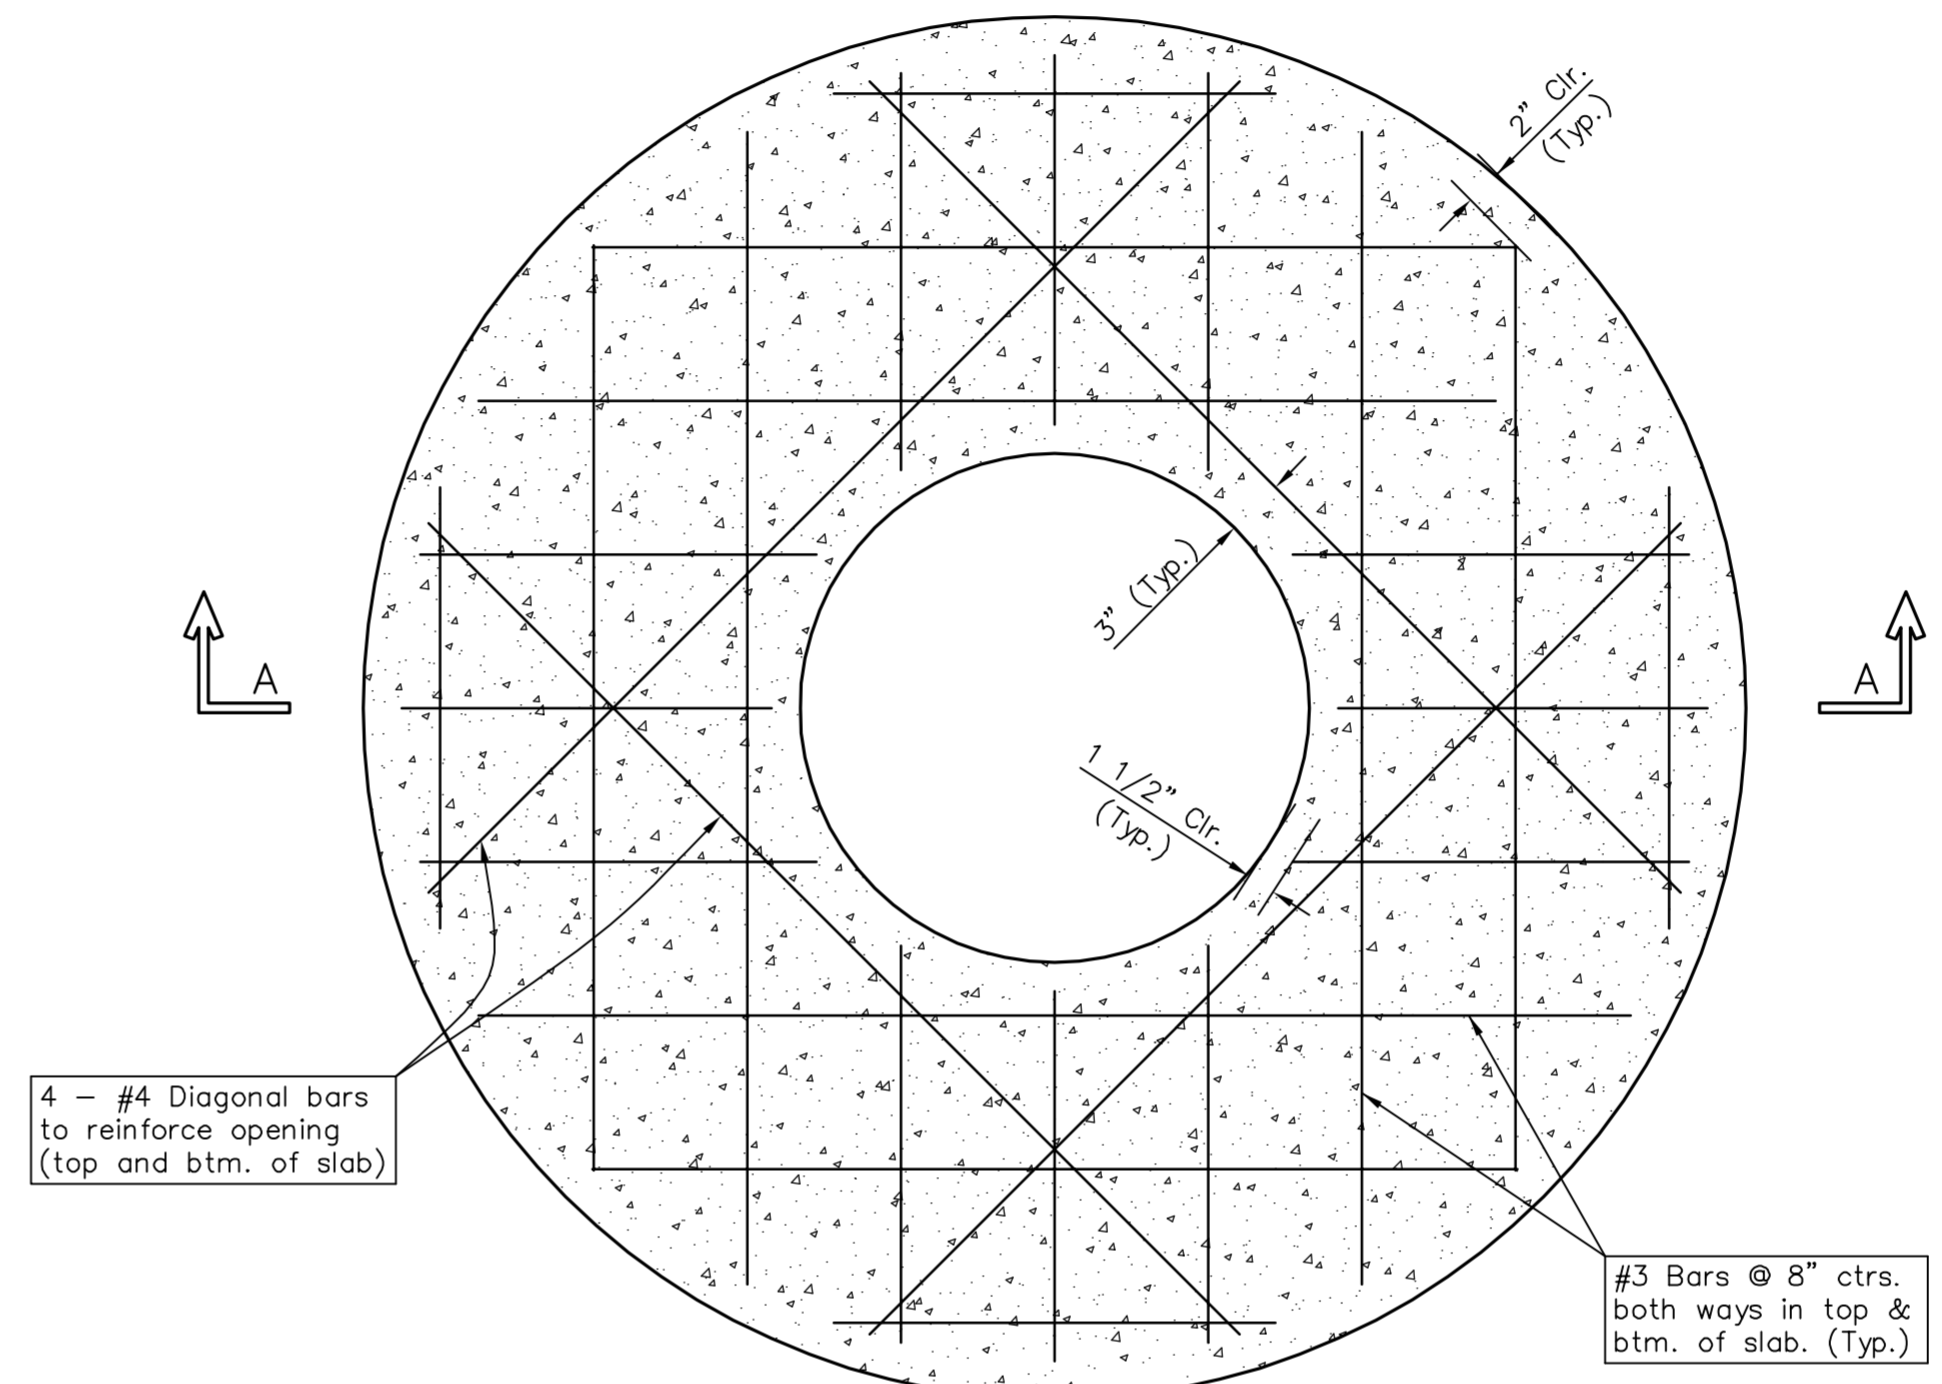 2” Clr.
(Typ.)
3” (Typ.)
A
A
1 1/2” Clr.
(Typ.)
4 – #4 Diagonal bars
to reinforce opening
(top and btm. of slab)
#3 Bars @ 8” ctrs.
both ways in top &
btm. of slab. (Typ.)